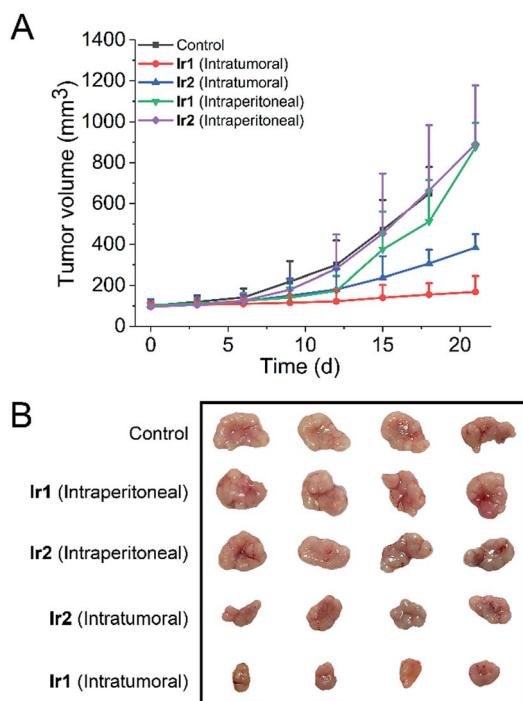 A
1400
1200
1000
800
600
400
200
0
Tumor volume (mm³)
Control
Ir1 (Intratumoral)
Ir2 (Intratumoral)
Ir1 (Intraperitoneal)
Ir2 (Intraperitoneal)
0 5 10 15 20
Time (d)
B
Control
Ir1 (Intraperitoneal)
Ir2 (Intraperitoneal)
Ir2 (Intratumoral)
Ir1 (Intratumoral)